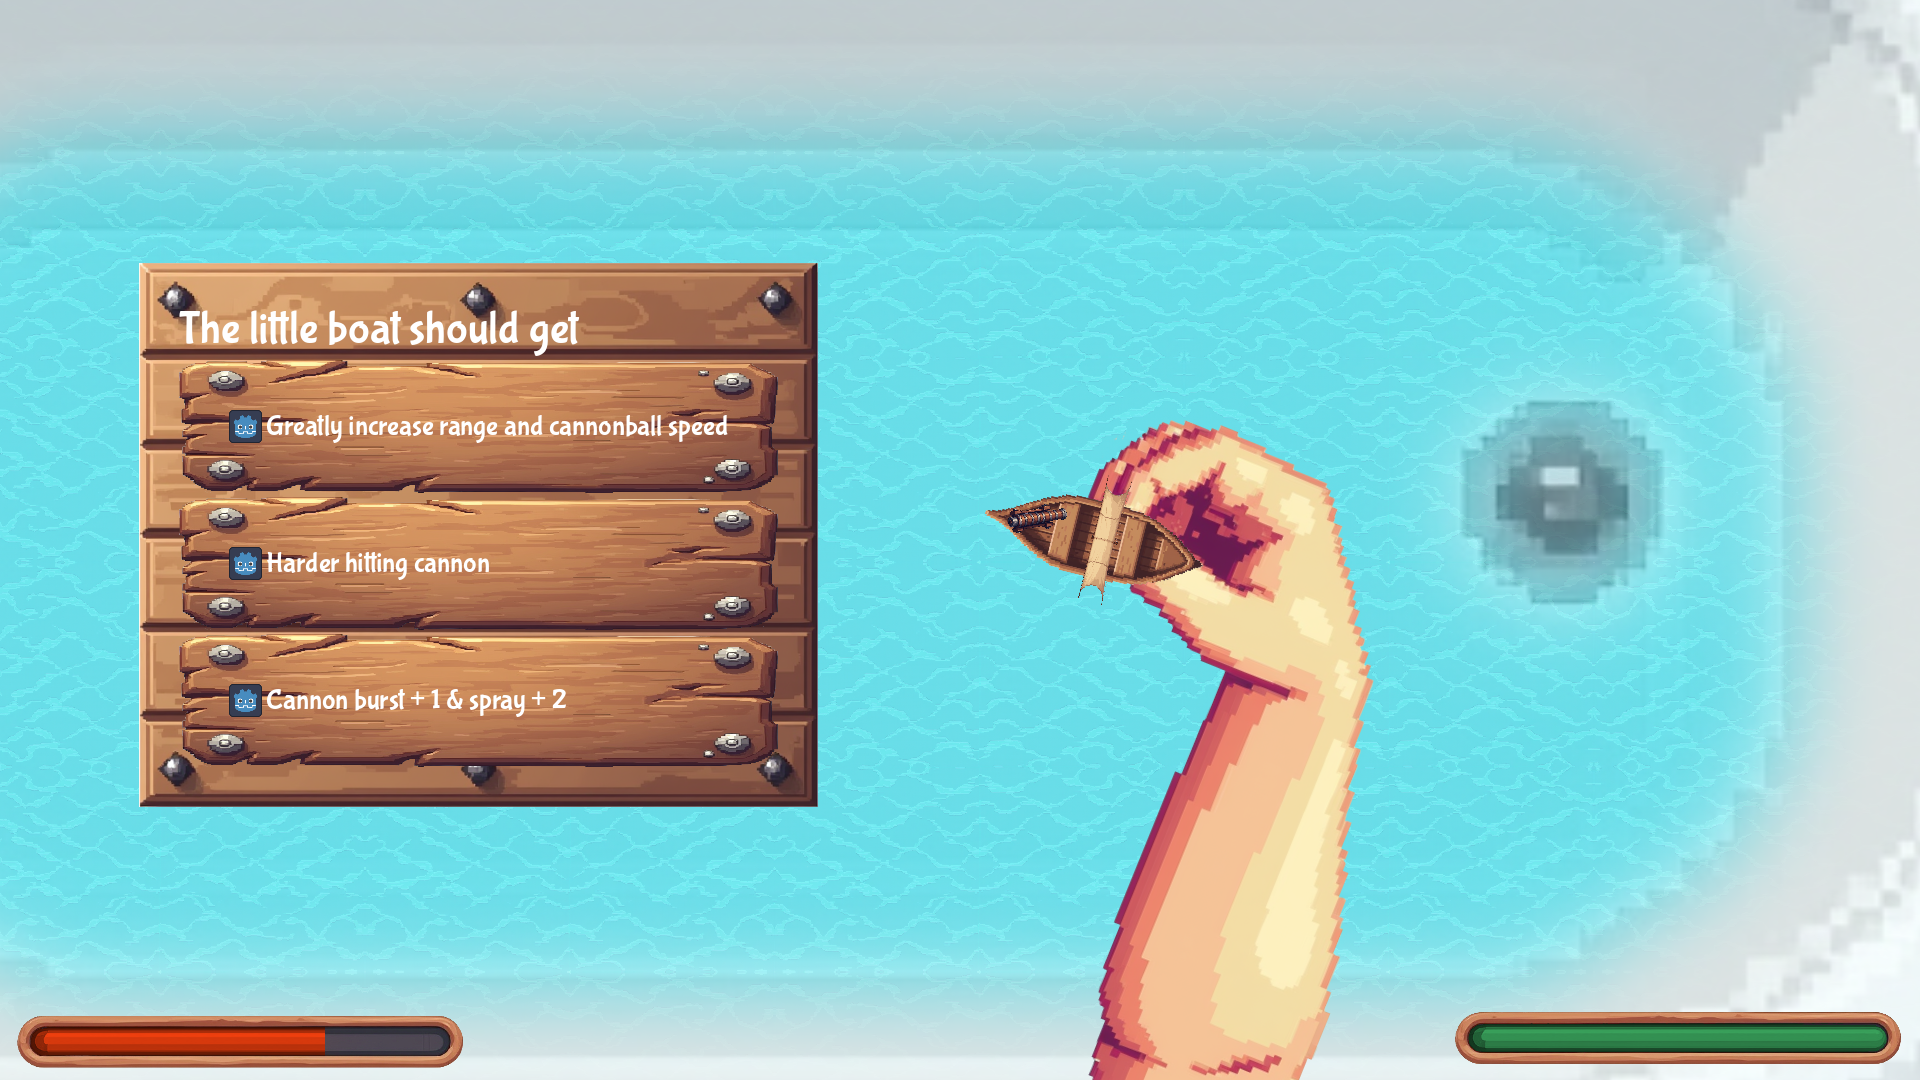 The little boat should get
Greatly increase range and cannonball speed
Harder hitting cannon
Cannon burst + 1 & spray + 2